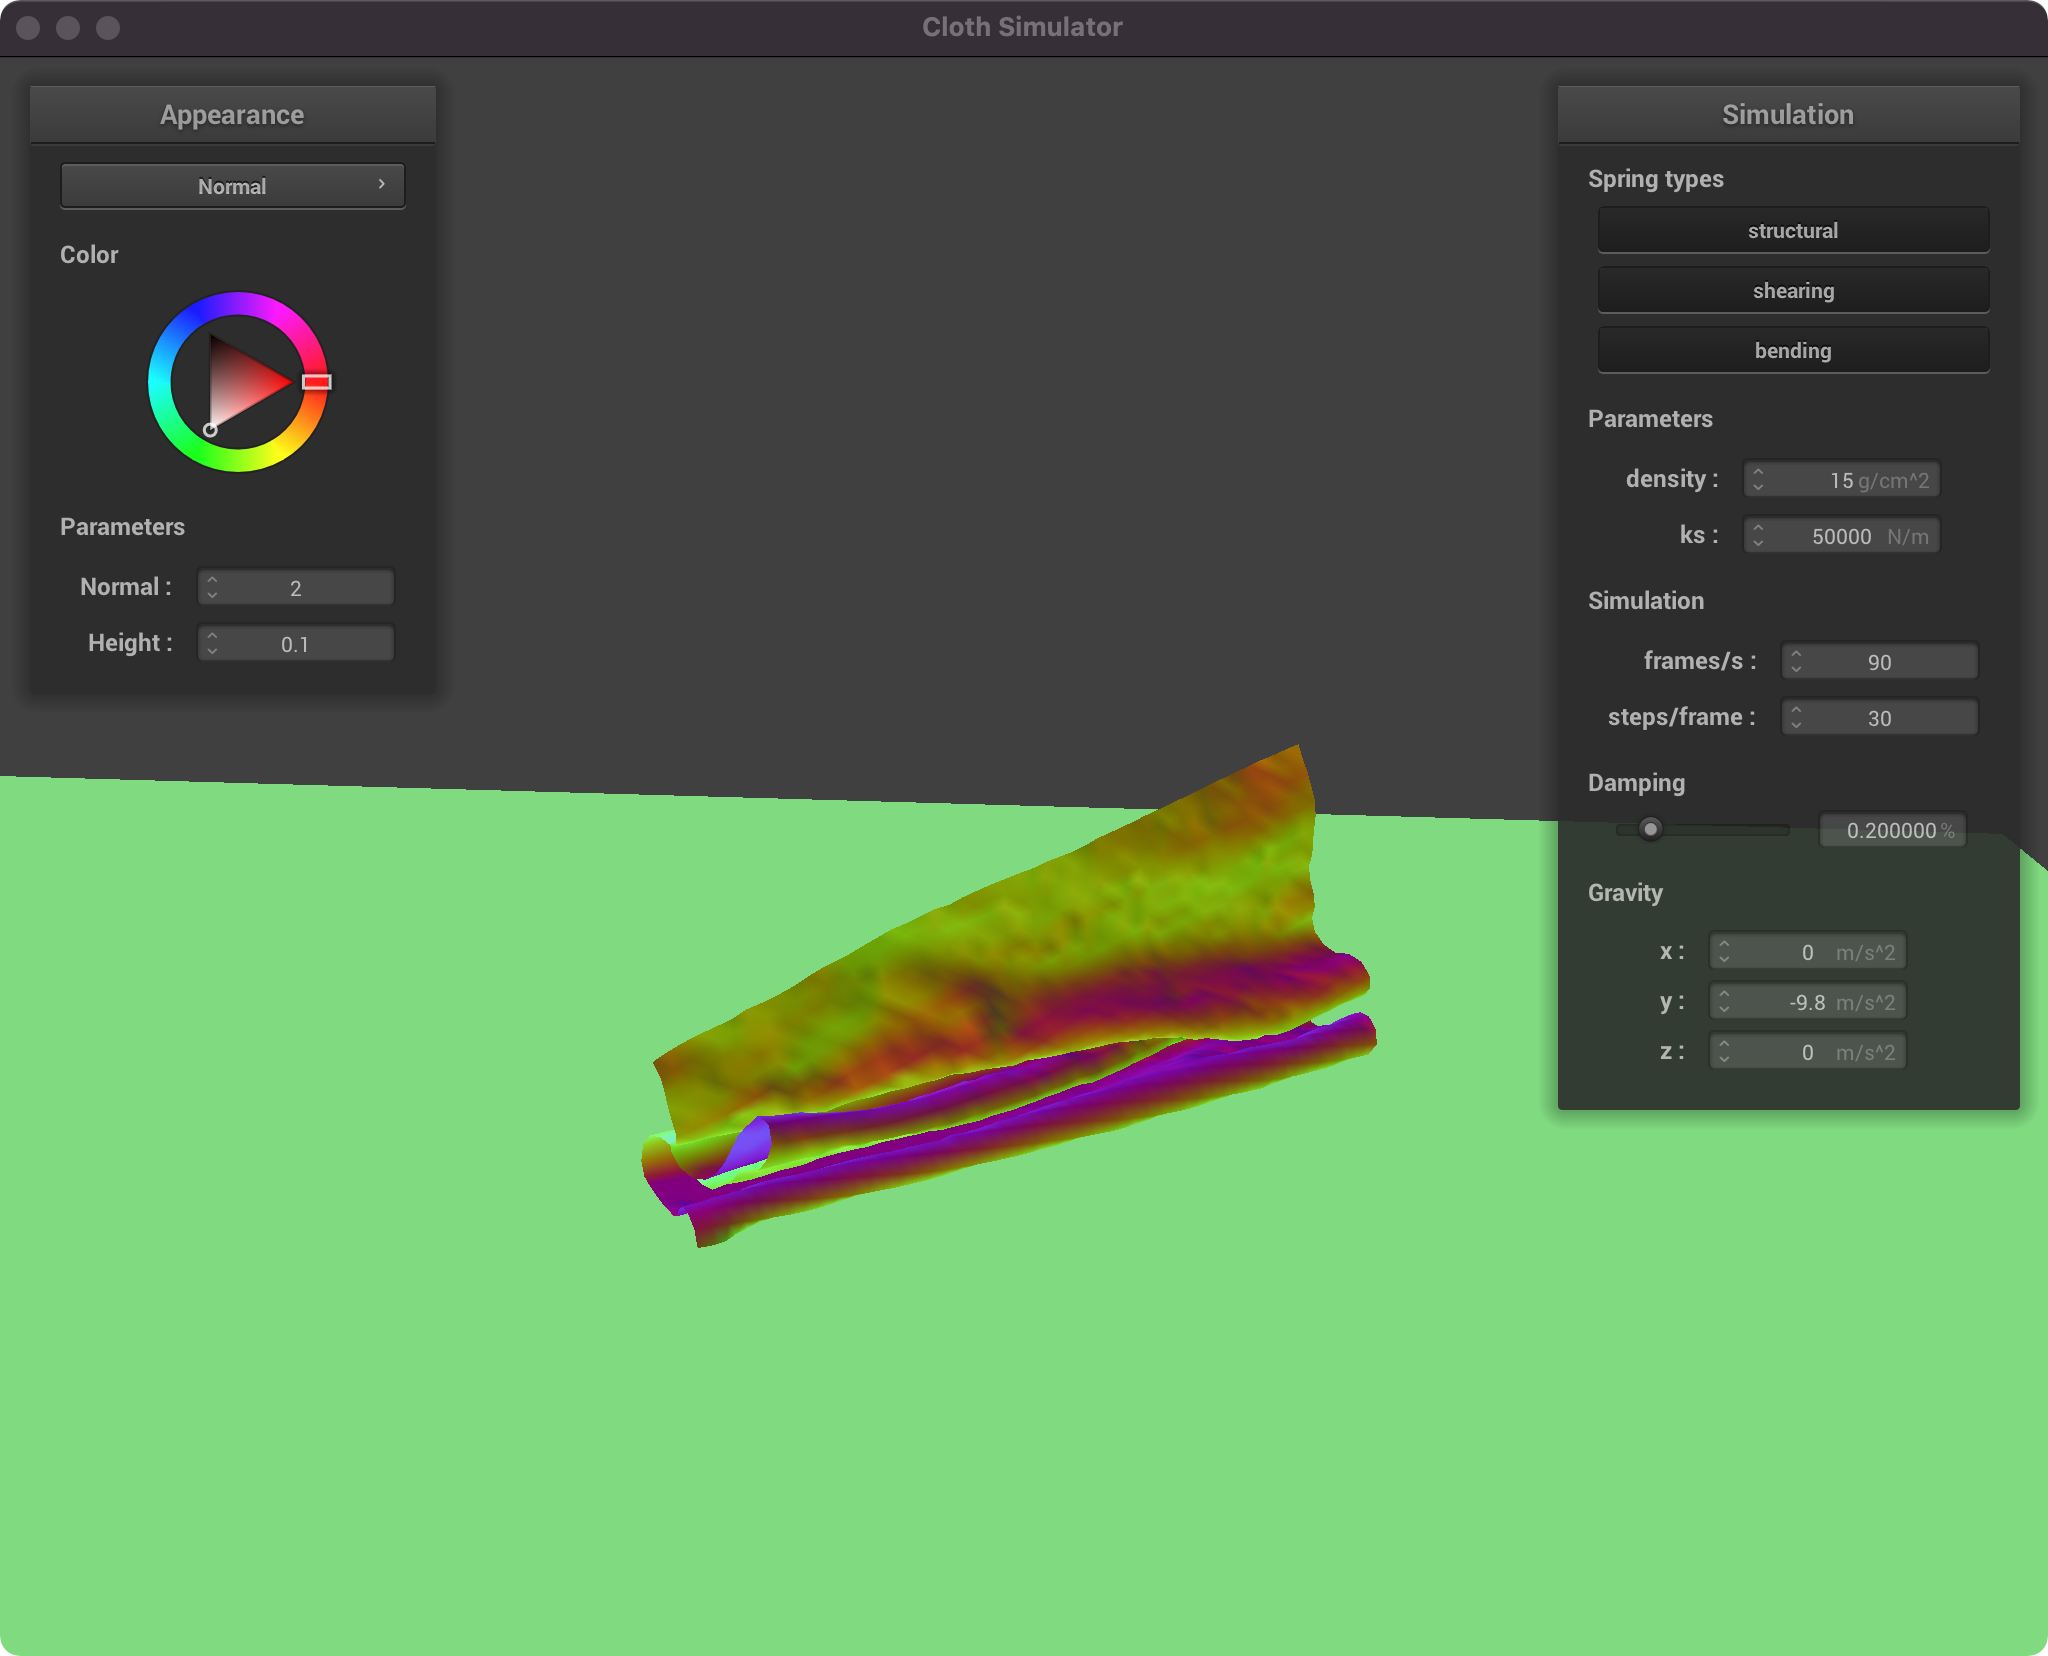 Cloth Simulator
Appearance
Normal
Color
Parameters
Normal : 2
Height : 0.1
Simulation
Spring types
structural
shearing
bending
Parameters
density : 15 g/cm^2
ks : 50000 N/m
Simulation
frames/s : 90
steps/frame : 30
Damping
0.200000 %
Gravity
x : 0 m/s^2
y : -9.8 m/s^2
z : 0 m/s^2